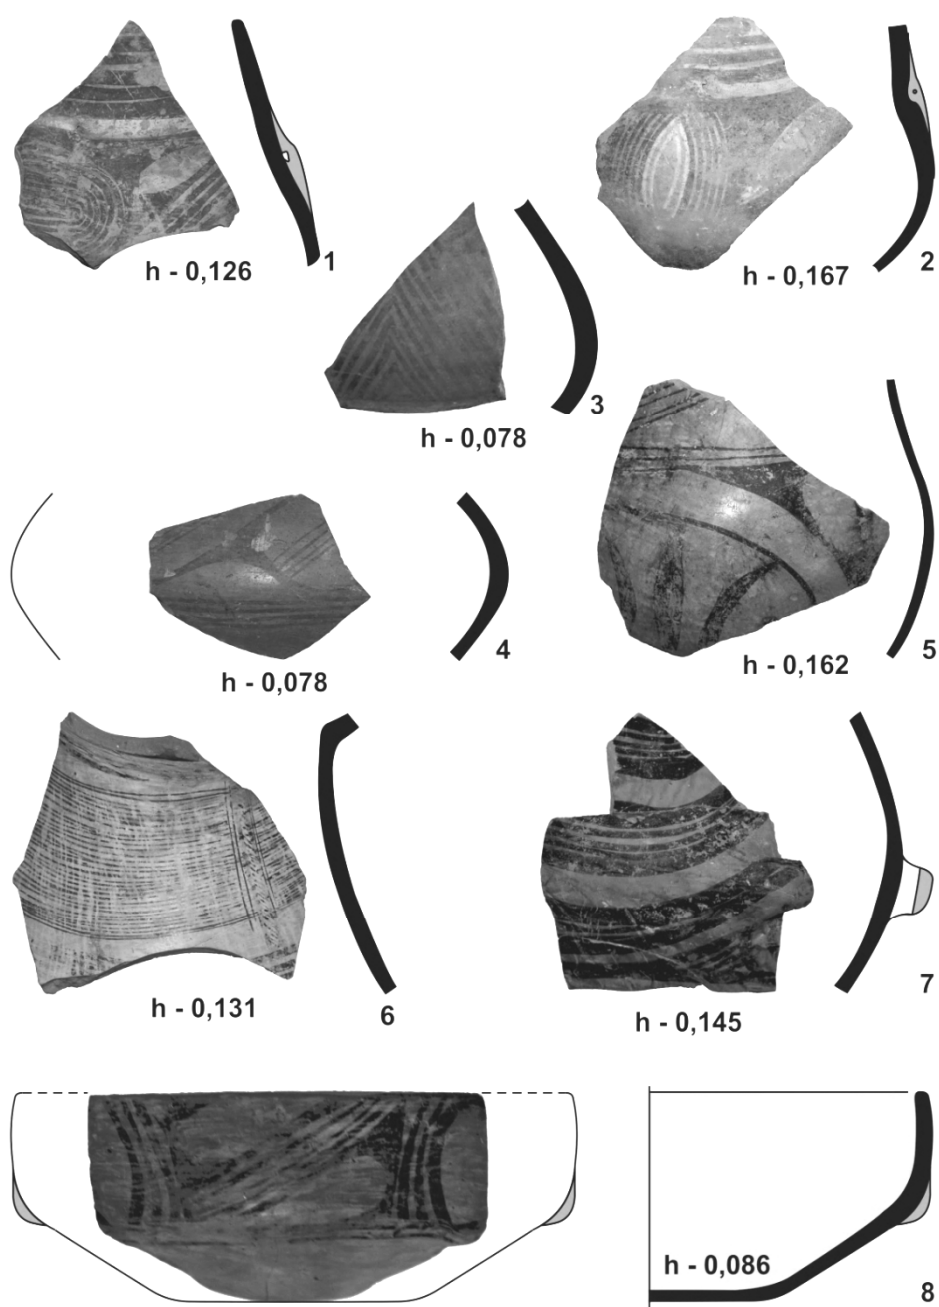 h - 0,126
1
h - 0,167
2
h - 0,078
3
h - 0,078
4
h - 0,162
5
h - 0,131
6
h - 0,145
7
h - 0,086
8